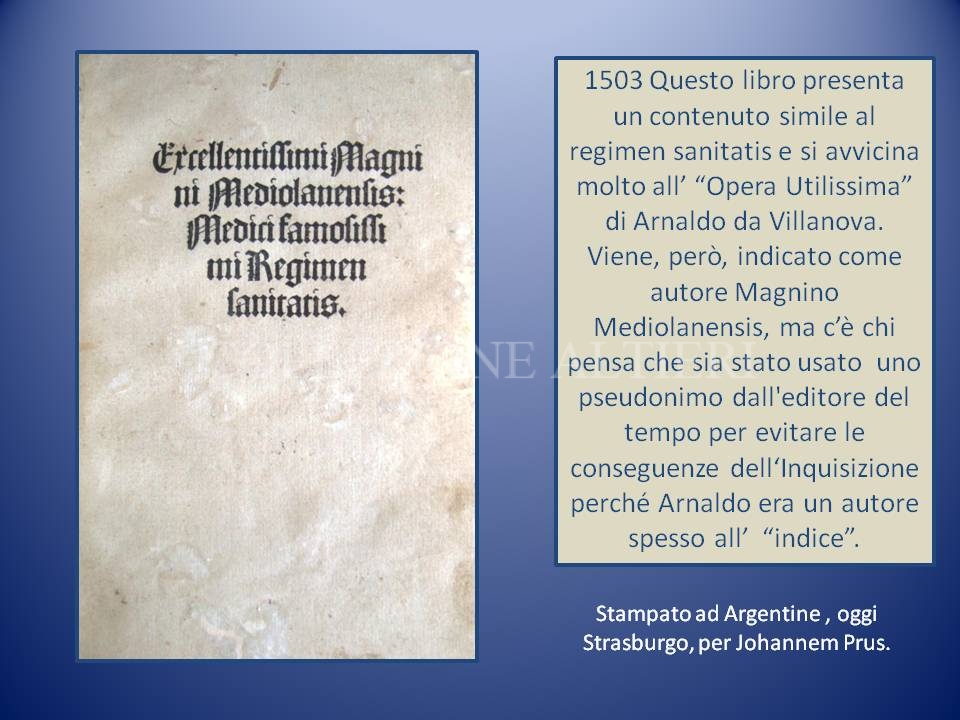 Excellentissimi Magni
ni Mediolanensis:
Medici famosissi
mi Regimen
sanitatis.
1503 Questo libro presenta
un contenuto simile al
regimen sanitatis e si avvicina
molto all’ “Opera Utilissima”
di Arnaldo da Villanova.
Viene, però, indicato come
autore Magnino
Mediolanensis, ma c’è chi
pensa che sia stato usato uno
pseudonimo dall'editore del
tempo per evitare le
conseguenze dell‘Inquisizione
perché Arnaldo era un autore
spesso all’ “indice”.
Stampato ad Argentine , oggi
Strasburgo, per Johannem Prus.
ALTIERI